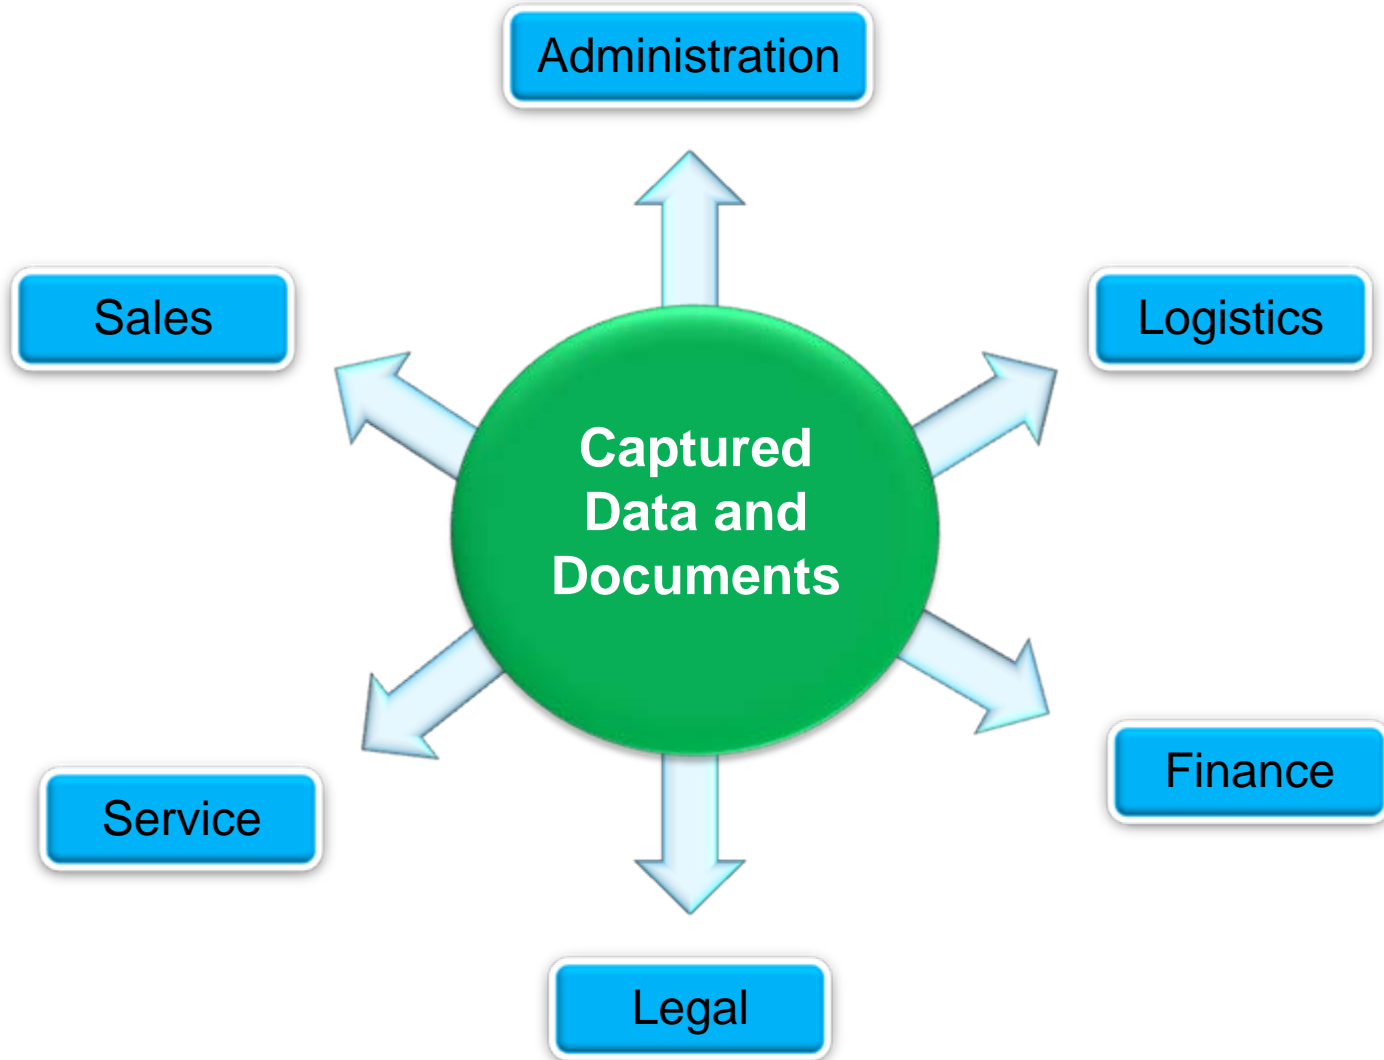 Administration
Sales
Logistics
Captured
Data and
Documents
Service
Finance
Legal